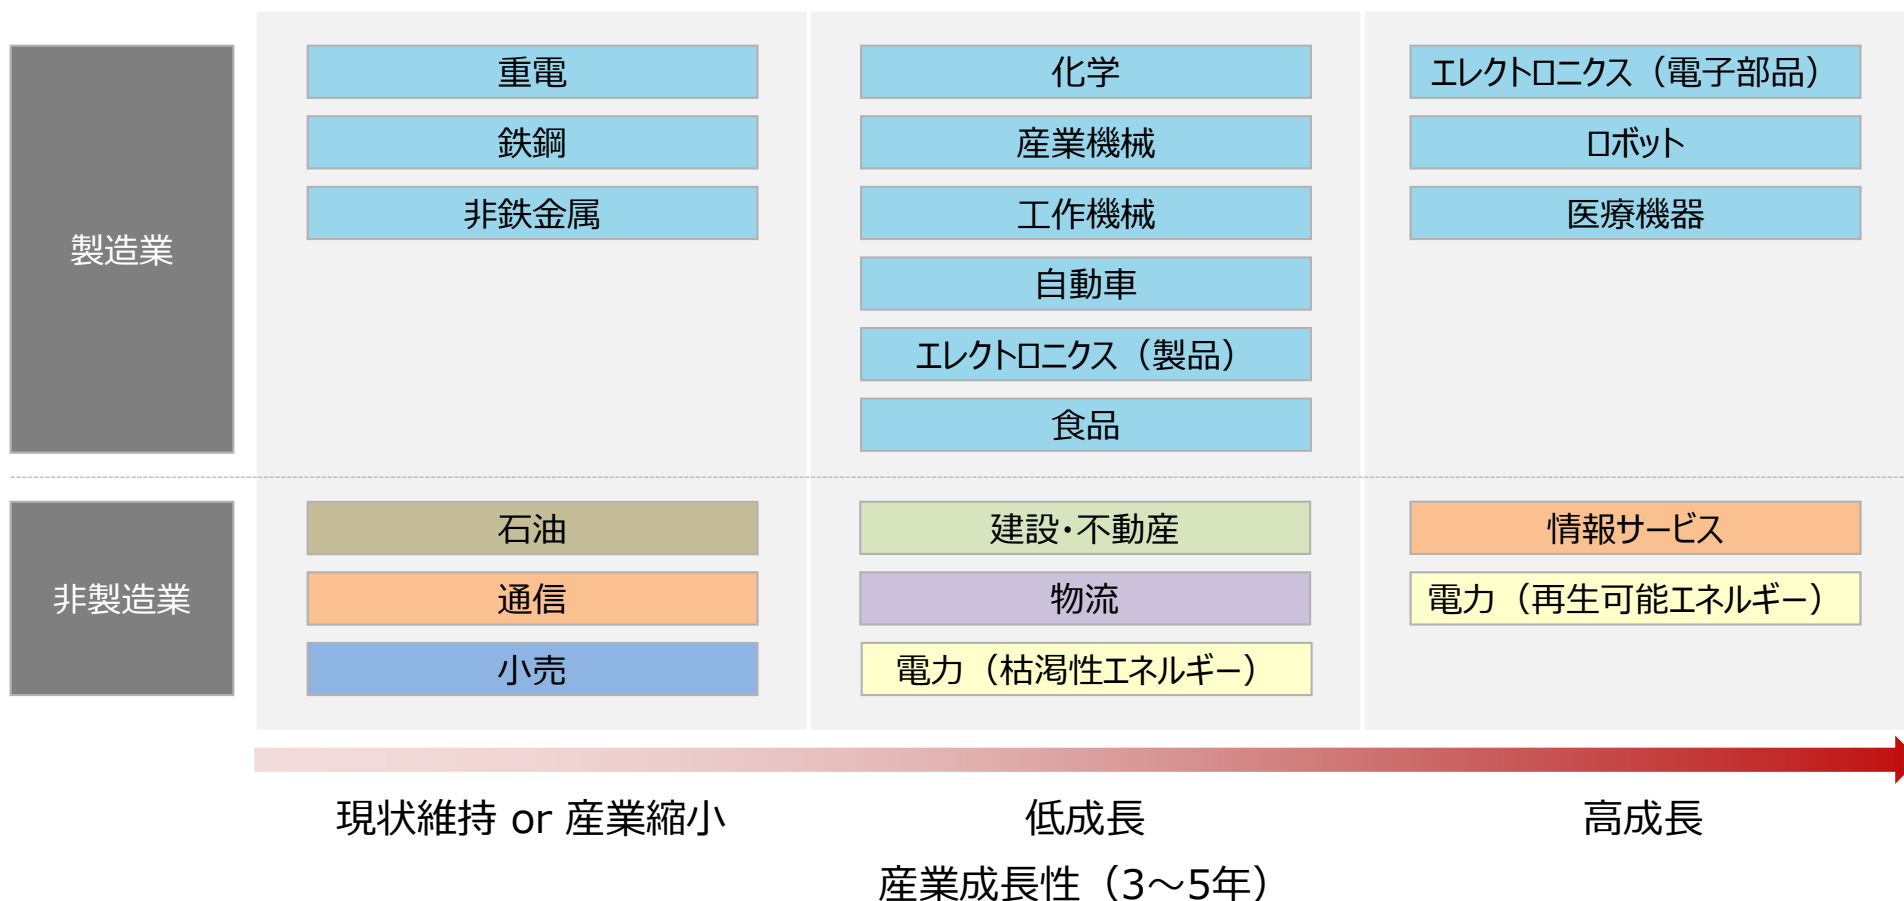 製造業
重電
鉄鋼
非鉄金属
化学
産業機械
工作機械
自動車
エレクトロニクス（製品）
食品
エレクトロニクス（電子部品）
ロボット
医療機器
非製造業
石油
通信
小売
建設・不動産
物流
電力（枯渇性エネルギー）
情報サービス
電力（再生可能エネルギー）
現状維持 or 産業縮小
低成長
高成長
産業成長性（3～5年）